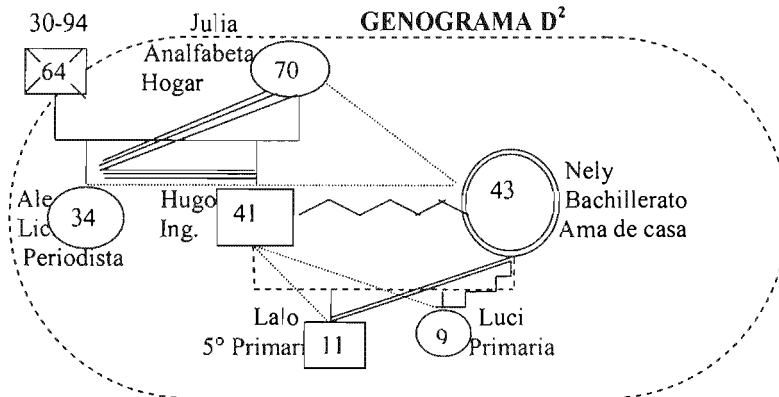 GENOGRAMA D²
30-94
64
Julia
Analfabeta
Hogar
70
Ale
Lic
Periodista
34
Hugo
Ing.
41
43
Nely
Bachillerato
Ama de casa
Lalo
5° Primari
11
9
Luci
Primaria